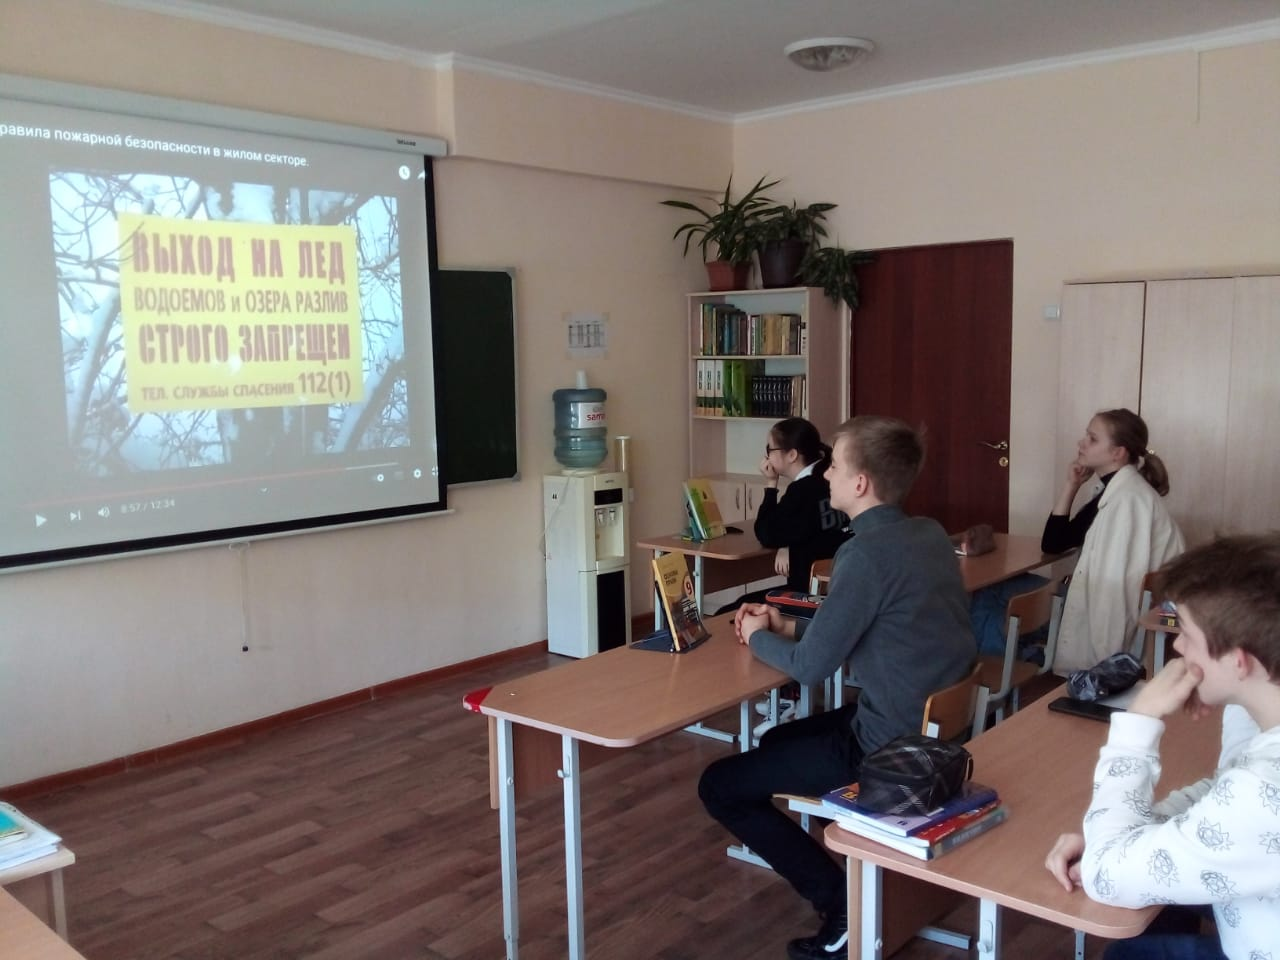 равила пожарной безопасности в жилом секторе.
ВЫХОД НА ЛЕД
ВОДОЕМОВ и ОЗЕРА РАЗЛИВ
СТРОГО ЗАПРЕЩЕН
ТЕЛ. СЛУЖБЫ СПАСЕНИЯ 112(1)
8:57 / 12:34
9